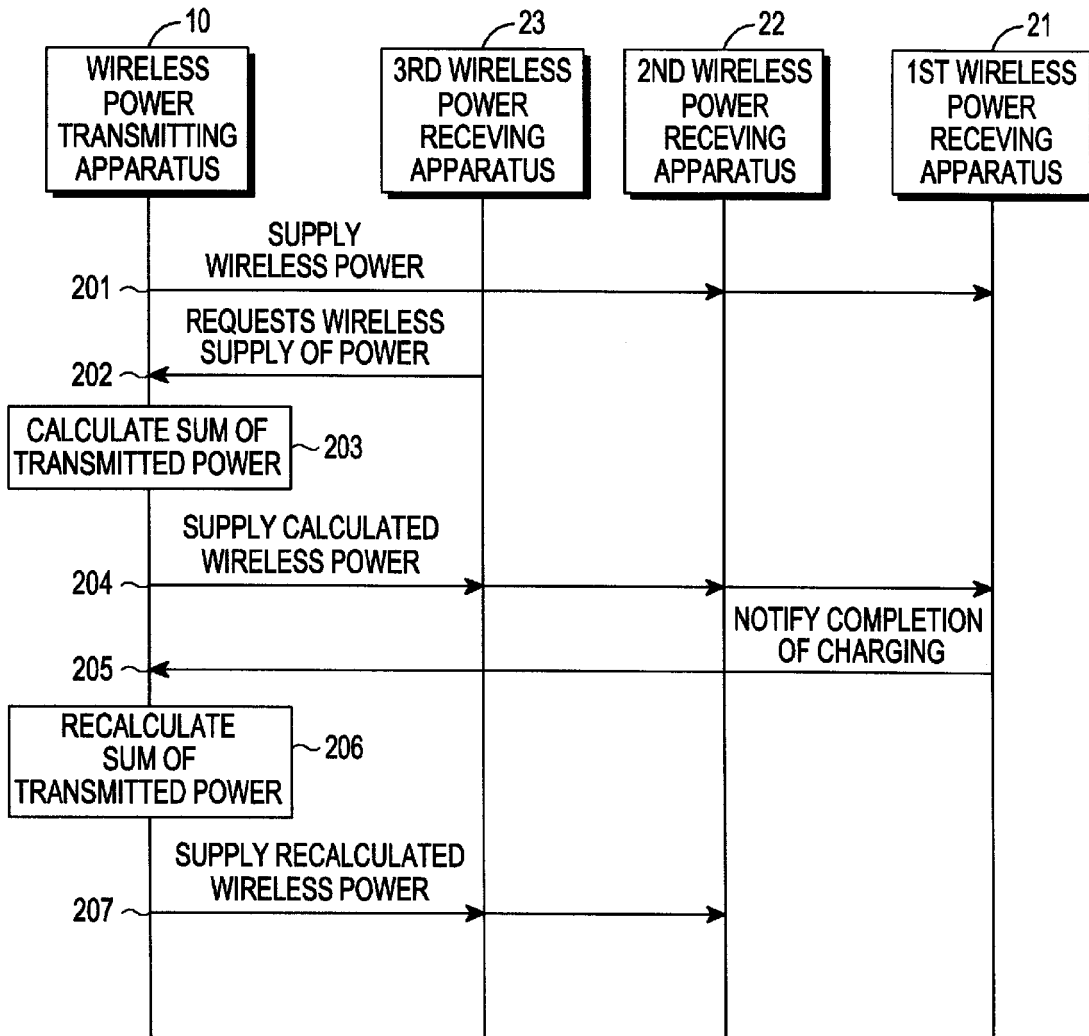 10
23
22
21
WIRELESS
POWER
TRANSMITTING
APPARATUS
3RD WIRELESS
POWER
RECEVING
APPARATUS
2ND WIRELESS
POWER
RECEVING
APPARATUS
1ST WIRELESS
POWER
RECEVING
APPARATUS
SUPPLY
WIRELESS POWER
201
REQUESTS WIRELESS
SUPPLY OF POWER
202
CALCULATE SUM OF
TRANSMITTED POWER
203
SUPPLY CALCULATED
WIRELESS POWER
204
NOTIFY COMPLETION
OF CHARGING
205
RECALCULATE
SUM OF
TRANSMITTED POWER
206
SUPPLY RECALCULATED
WIRELESS POWER
207